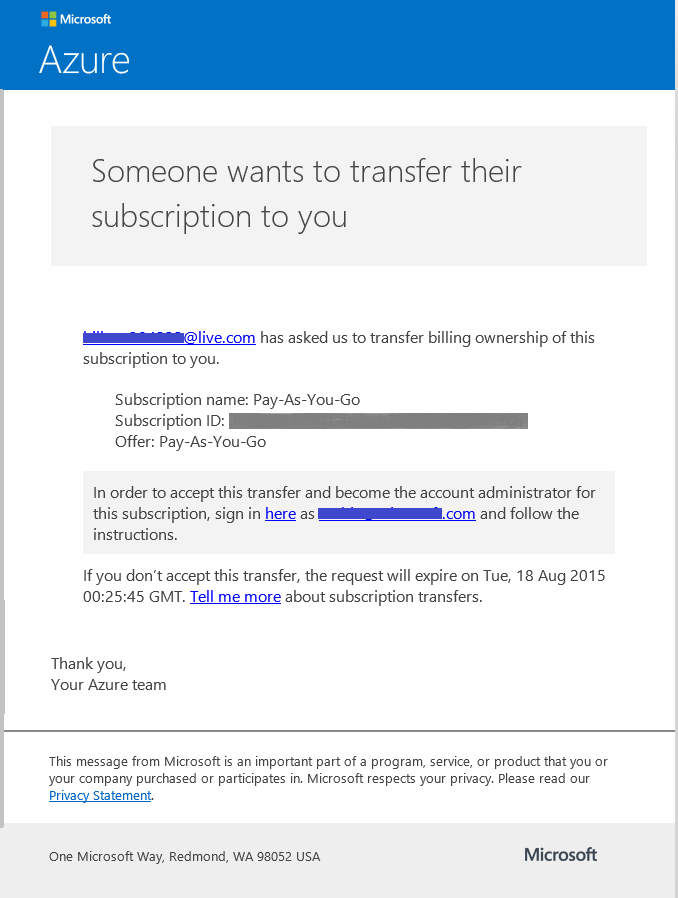 Microsoft
Azure
Someone wants to transfer their
subscription to you
@live.com has asked us to transfer billing ownership of this
subscription to you.
Subscription name: Pay-As-You-Go
Subscription ID:
Offer: Pay-As-You-Go
In order to accept this transfer and become the account administrator for
this subscription, sign in here as .com and follow the
instructions.
If you don’t accept this transfer, the request will expire on Tue, 18 Aug 2015
00:25:45 GMT. Tell me more about subscription transfers.
Thank you,
Your Azure team
This message from Microsoft is an important part of a program, service, or product that you or
your company purchased or participates in. Microsoft respects your privacy. Please read our
Privacy Statement.
One Microsoft Way, Redmond, WA 98052 USA
Microsoft